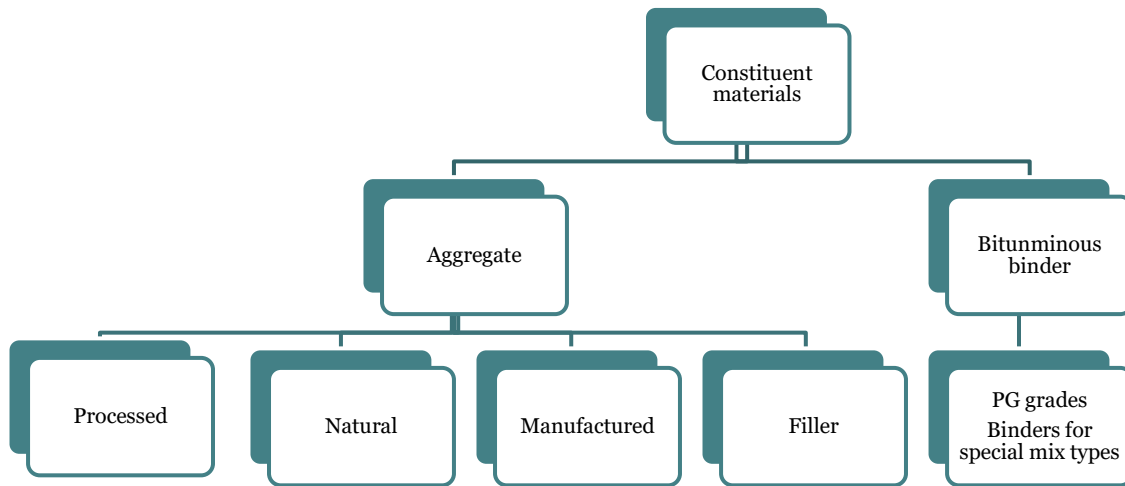 Constituent
materials
Aggregate
Bitunminous
binder
Processed
Natural
Manufactured
Filler
PG grades
Binders for
special mix types